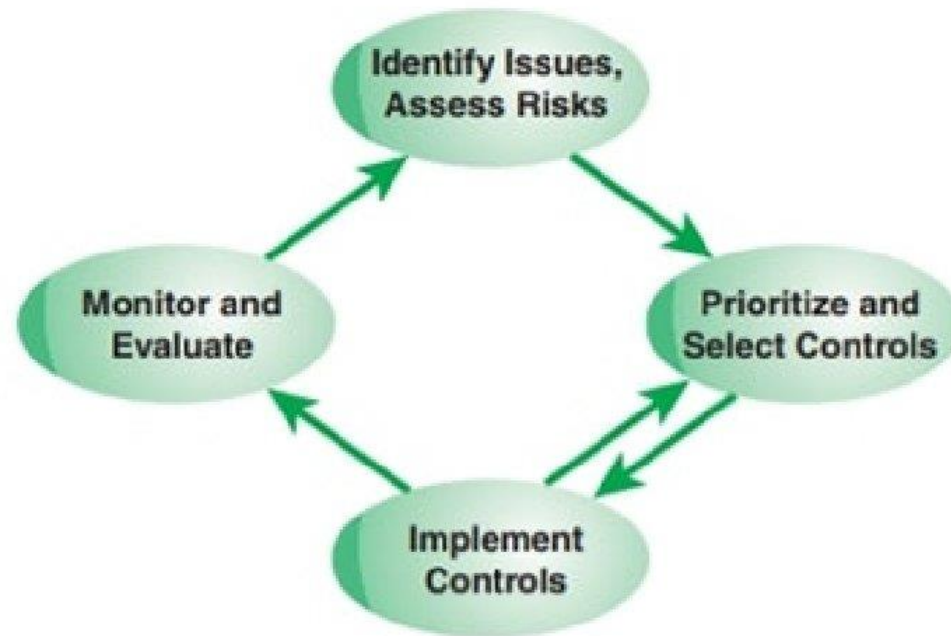 Identify Issues,
Assess Risks
Monitor and
Evaluate
Prioritize and
Select Controls
Implement
Controls